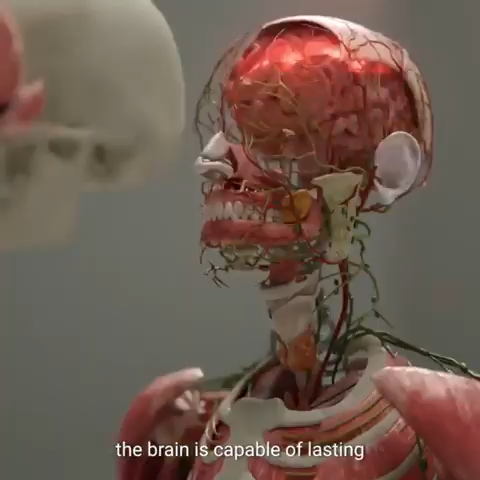 the brain is capable of lasting